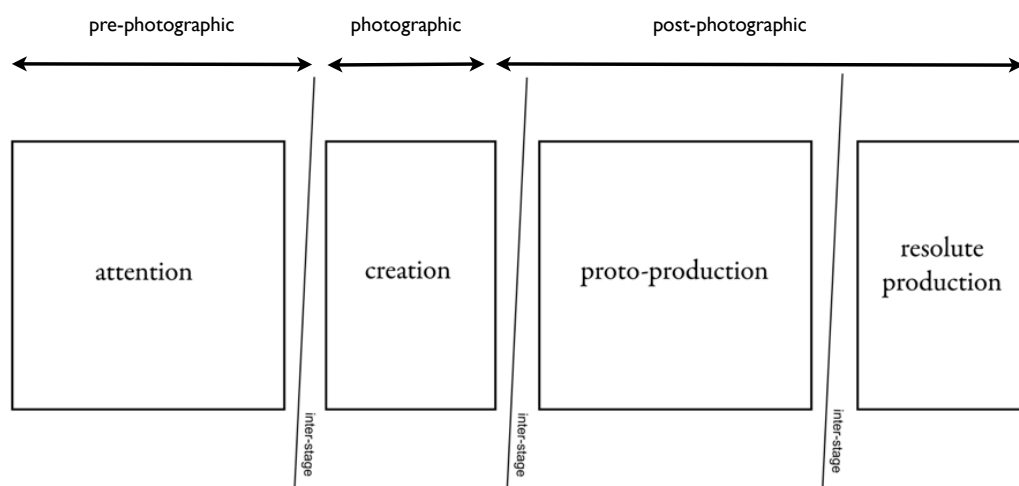 pre-photographic
photographic
post-photographic
attention
creation
proto-production
resolute
production
inter-stage
inter-stage
inter-stage